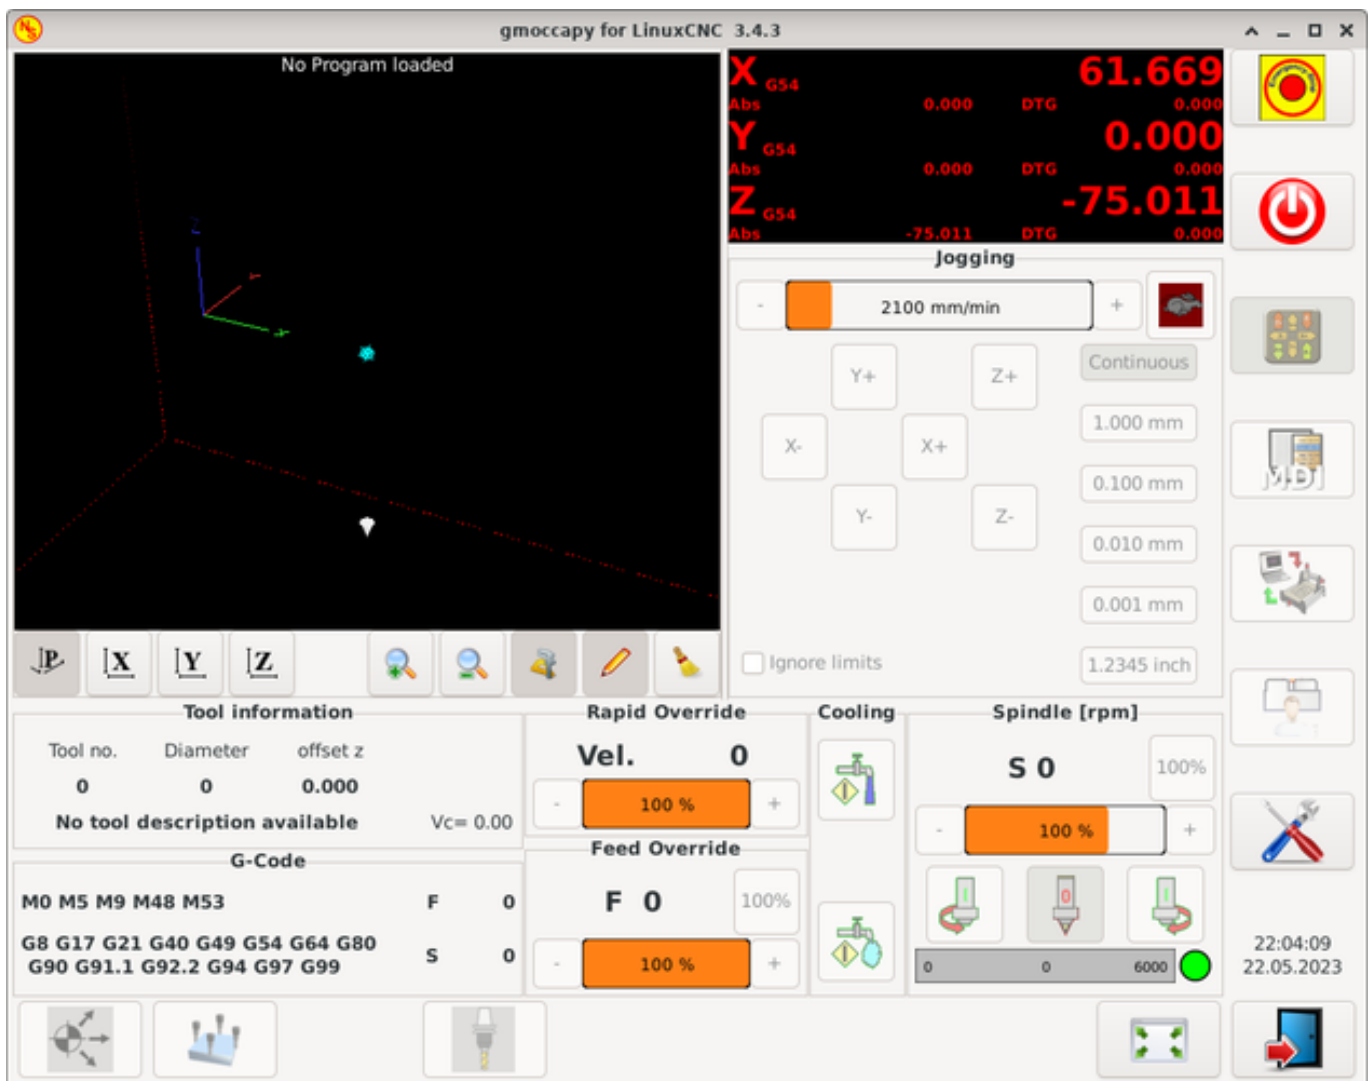 gmoccapy for LinuxCNC 3.4.3
No Program loaded
X G54 61.669
Abs 0.000 DTG 0.000
Y G54 0.000
Abs 0.000 DTG 0.000
Z G54 -75.011
Abs -75.011 DTG 0.000
Jogging
- 2100 mm/min +
Continuous
Y+ Z+
1.000 mm
X- X+
0.100 mm
Y- Z-
0.010 mm
0.001 mm
Ignore limits
1.2345 inch
MDI
P X Y Z
Tool information
Tool no. Diameter offset z
0 0 0.000
No tool description available Vc= 0.00
G-Code
M0 M5 M9 M48 M53 F 0
G8 G17 G21 G40 G49 G54 G64 G80
G90 G91.1 G92.2 G94 G97 G99
S 0
Rapid Override
Vel. 0
- 100 % +
Feed Override
F 0 100%
- 100 % +
Cooling
Spindle [rpm]
S 0 100%
- 100 % +
0 0 6000
22:04:09
22.05.2023